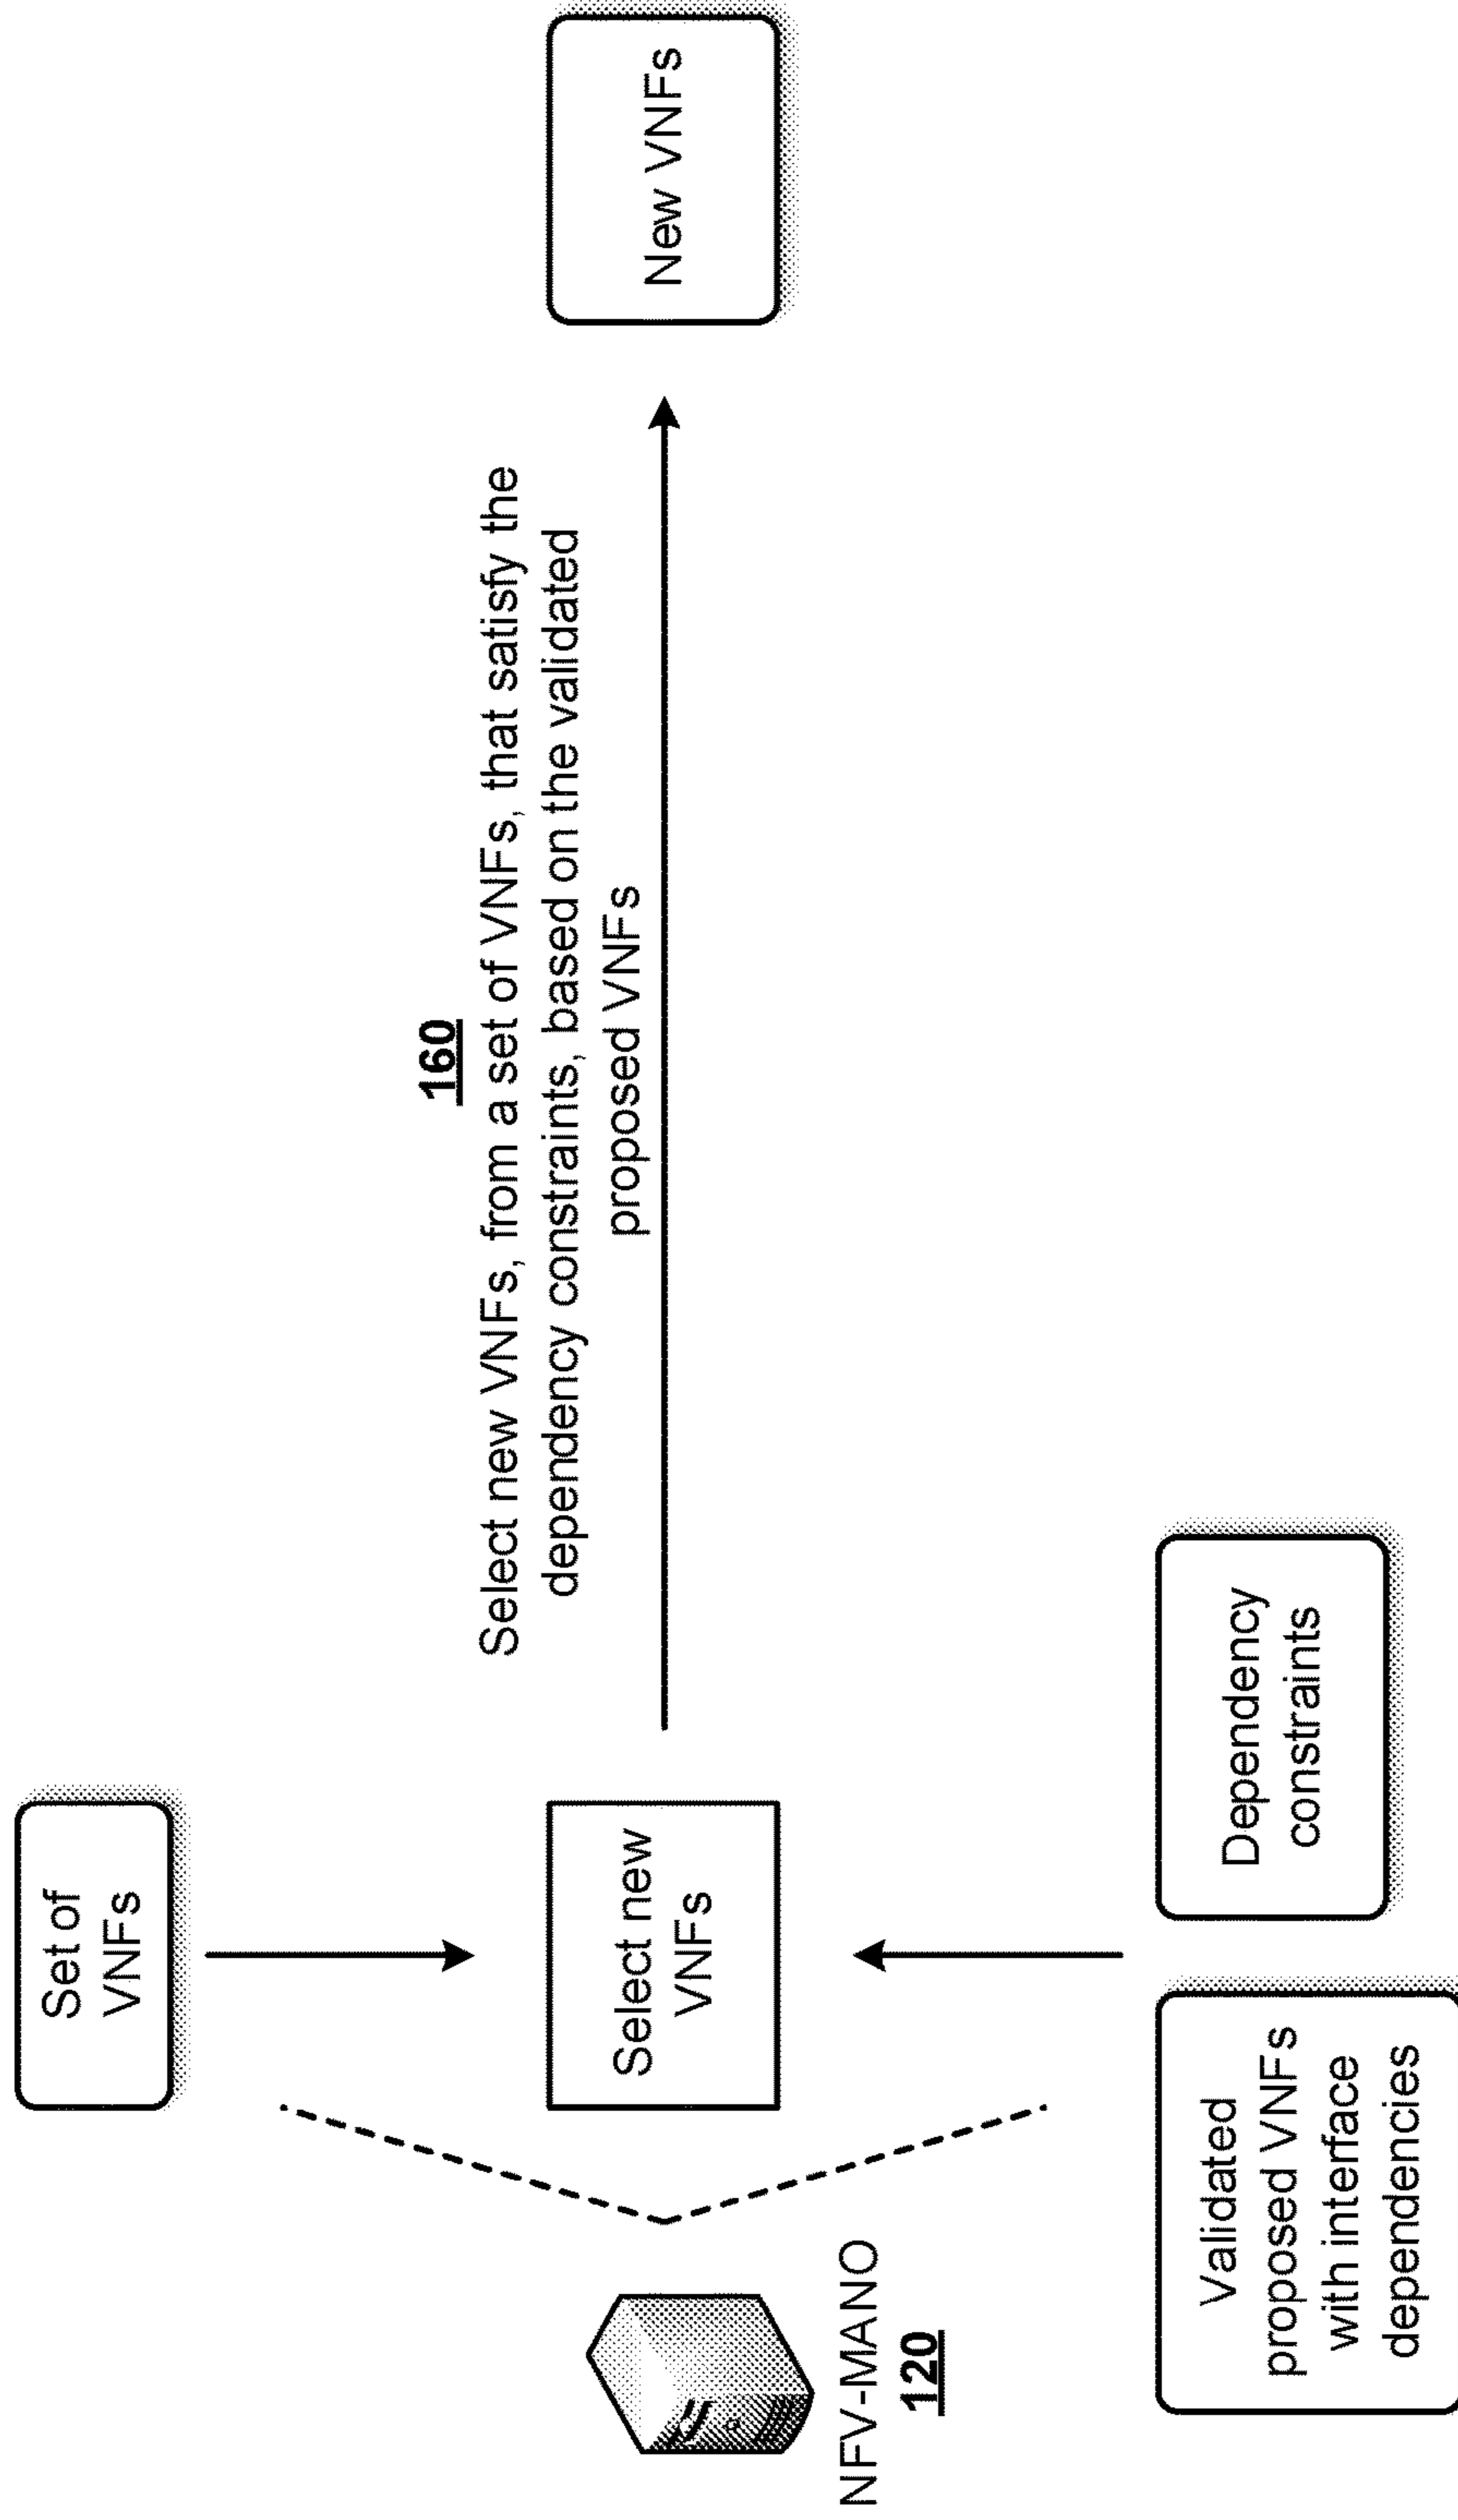 Set of
VNFs
160
Select new VNFs, from a set of VNFs, that satisfy the
dependency constraints, based on the validated
proposed VNFs
NFV-MANO
120
Select new
VNFs
New VNFs
Validated
proposed VNFs
with interface
dependencies
Dependency
constraints